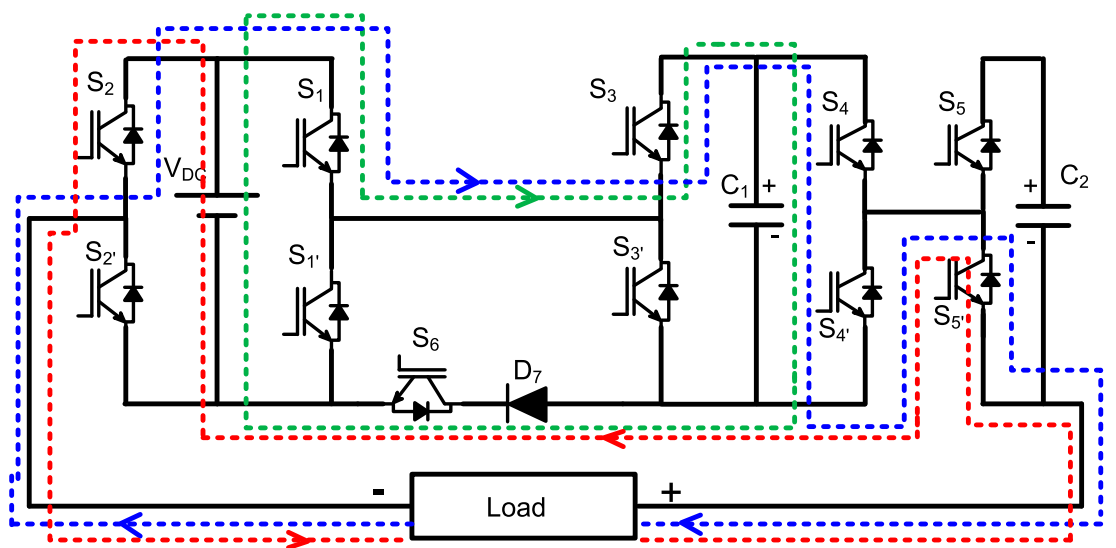 S2
S1
S3
S4
S5
VDC
C1
+
-
+
C2
-
S2'
S1'
S3'
S4'
S5'
S6
D7
-
Load
+